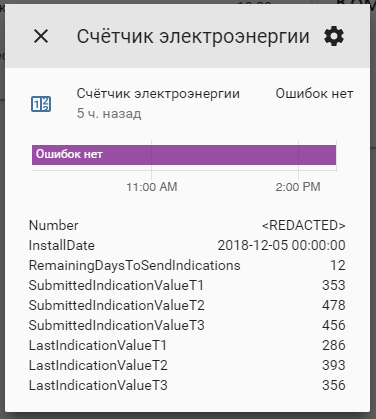 Счётчик электроэнергии
Счётчик электроэнергии Ошибок нет
5 ч. назад
Ошибок нет
11:00 AM 2:00 PM
Number <REDACTED>
InstallDate 2018-12-05 00:00:00
RemainingDaysToSendIndications 12
SubmittedIndicationValueT1 353
SubmittedIndicationValueT2 478
SubmittedIndicationValueT3 456
LastIndicationValueT1 286
LastIndicationValueT2 393
LastIndicationValueT3 356